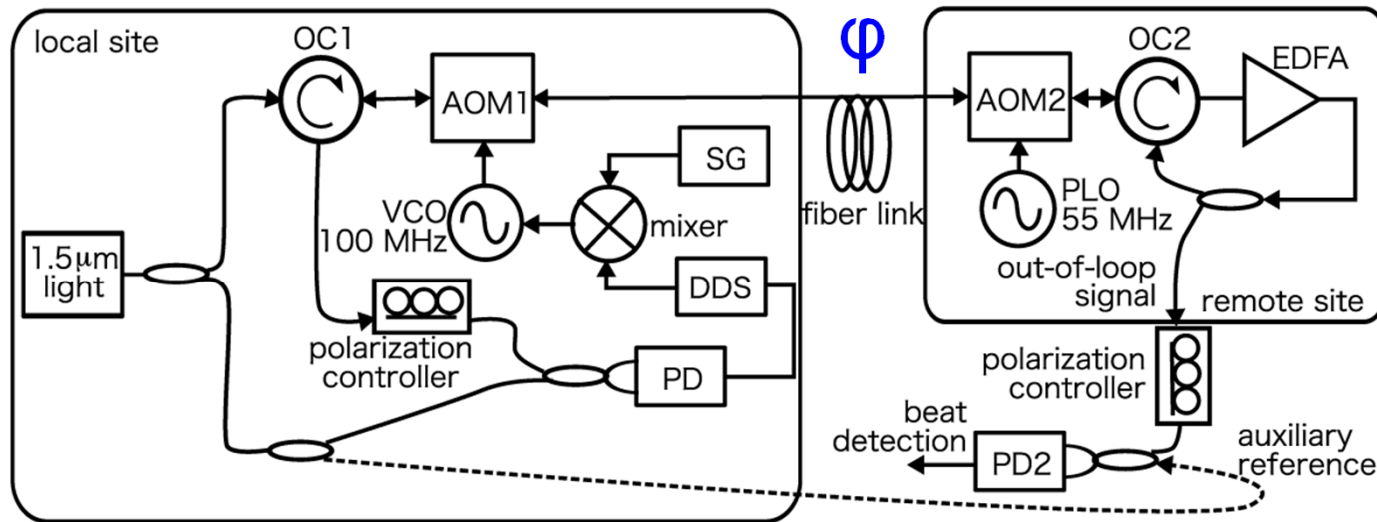 local site
OC1
AOM1
SG
VCO
100 MHz
mixer
1.5μm
light
DDS
polarization
controller
PD
φ
fiber link
AOM2
OC2
EDFA
PLO
55 MHz
out-of-loop
signal
remote site
polarization
controller
beat
detection
PD2
auxiliary
reference